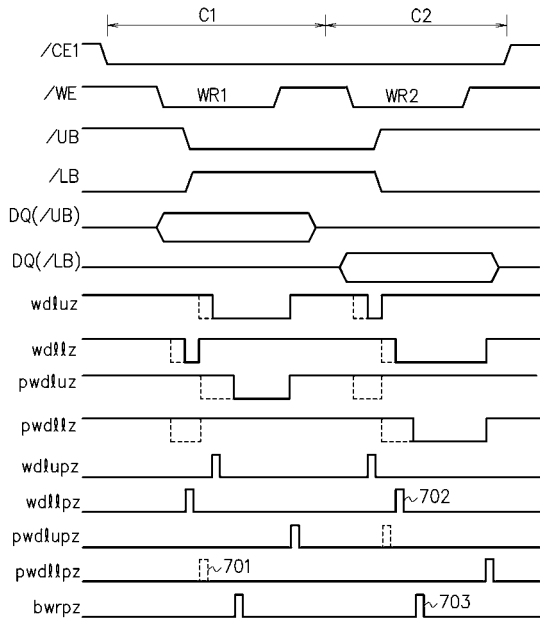 C1 C2
/CE1
/WE WR1 WR2
/UB
/LB
DQ(/UB)
DQ(/LB)
wdℓuz
wdℓℓz
pwdℓuz
pwdℓℓz
wdℓupz
wdℓℓpz 702
pwdℓupz
pwdℓℓpz 701
bwrpz 703